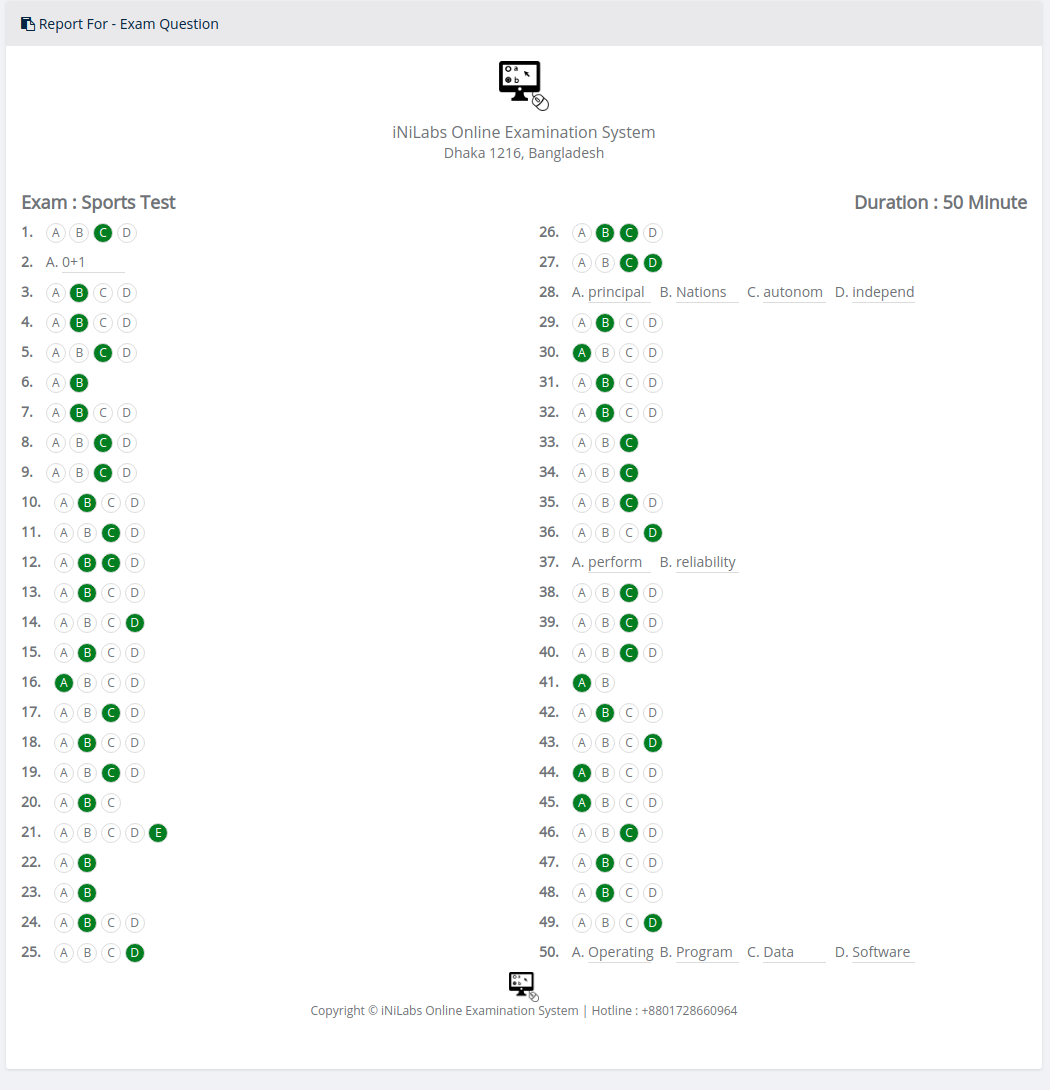 Report For - Exam Question
a
b
iNiLabs Online Examination System
Dhaka 1216, Bangladesh
Exam : Sports Test
Duration : 50 Minute
1. A B C D
2. A. 0+1
3. A B C D
4. A B C D
5. A B C D
6. A B
7. A B C D
8. A B C D
9. A B C D
10. A B C D
11. A B C D
12. A B C D
13. A B C D
14. A B C D
15. A B C D
16. A B C D
17. A B C D
18. A B C D
19. A B C D
20. A B C
21. A B C D E
22. A B
23. A B
24. A B C D
25. A B C D
26. A B C D
27. A B C D
28. A. principal B. Nations C. autonom D. independ
29. A B C D
30. A B C D
31. A B C D
32. A B C D
33. A B C
34. A B C
35. A B C D
36. A B C D
37. A. perform B. reliability
38. A B C D
39. A B C D
40. A B C D
41. A B
42. A B C D
43. A B C D
44. A B C D
45. A B C D
46. A B C D
47. A B C D
48. A B C D
49. A B C D
50. A. Operating B. Program C. Data D. Software
Copyright © iNiLabs Online Examination System | Hotline : +8801728660964